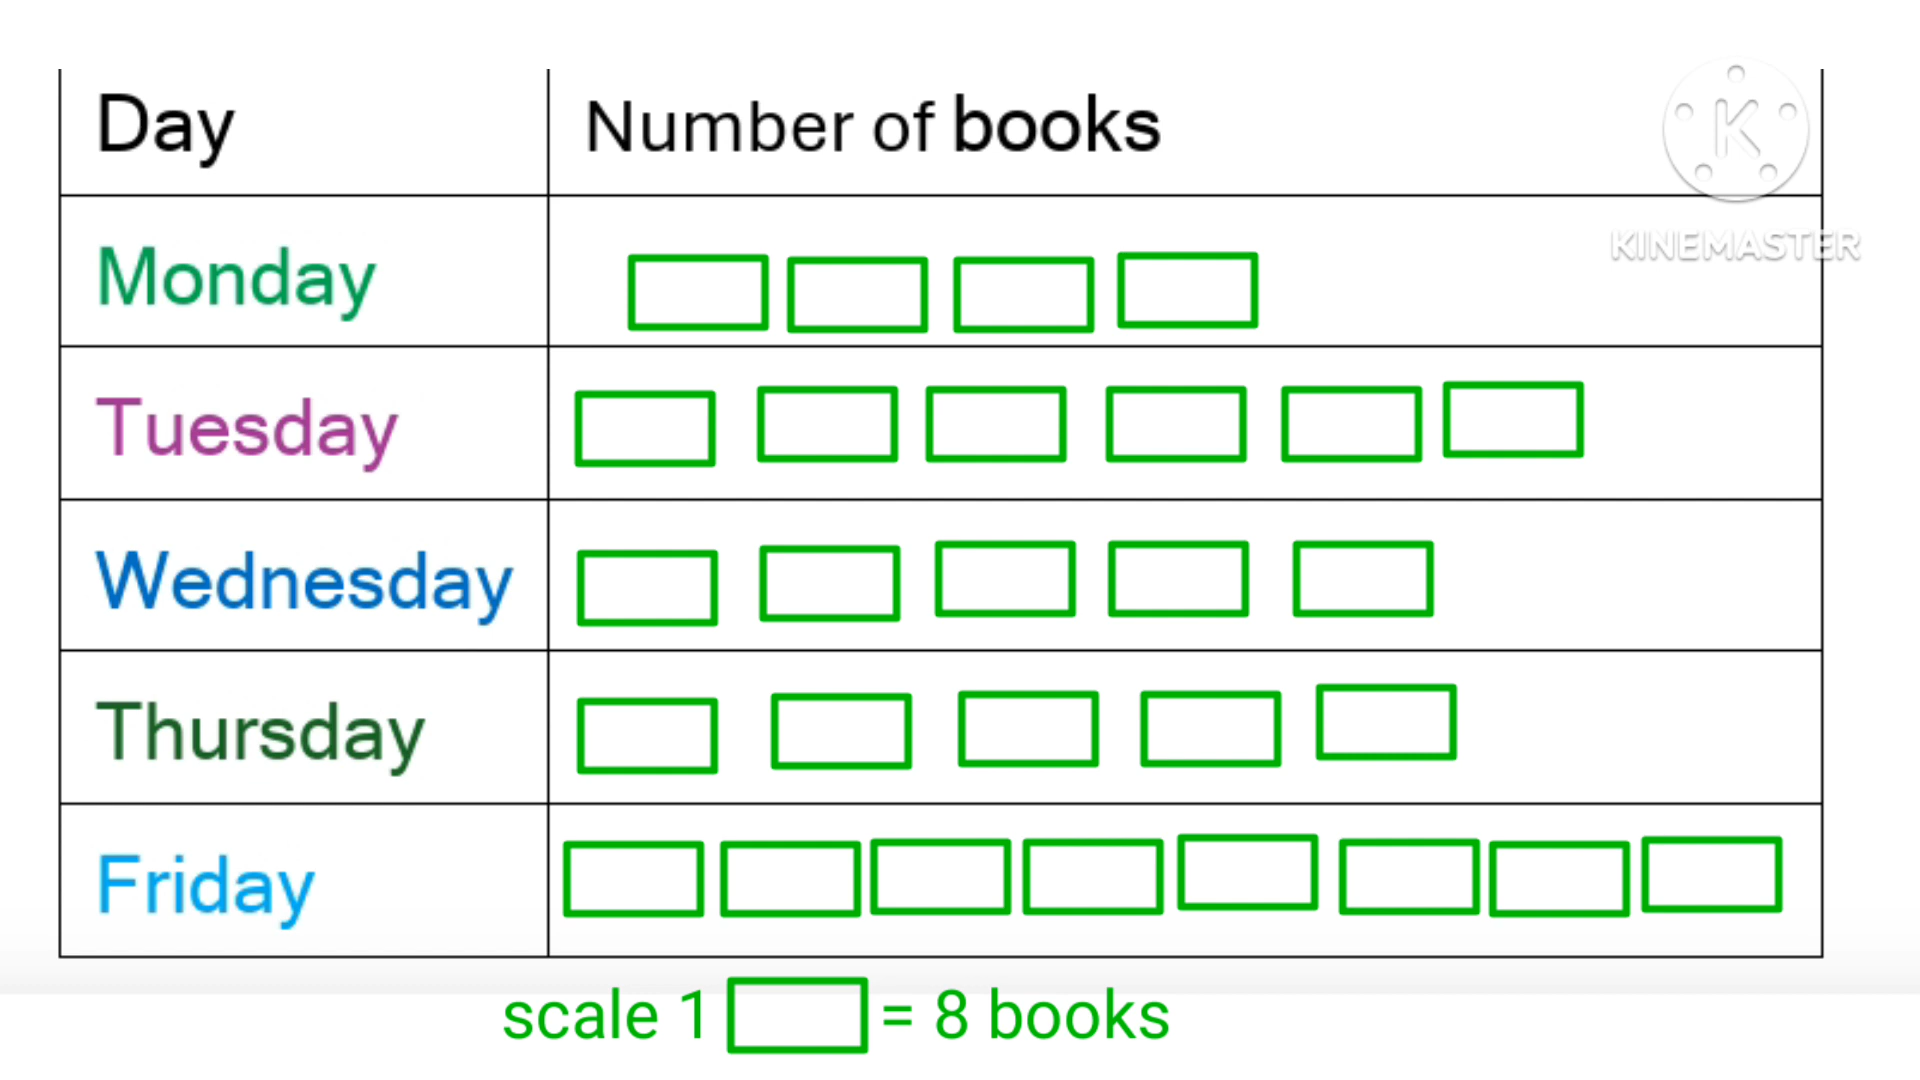 Day
Number of books
K
KINEMASTER
Monday
Tuesday
Wednesday
Thursday
Friday
scale 1 = 8 books